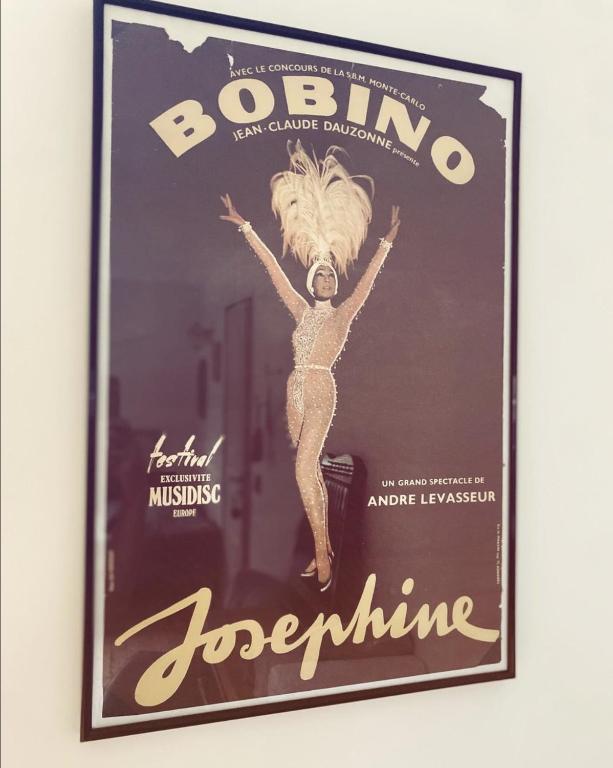 AVEC LE CONCOURS DE LA S.B.M. MONTE-CARLO
BOBINO
JEAN-CLAUDE DAUZONNE présente
festival
EXCLUSIVITE
MUSIDISC
EUROPE
UN GRAND SPECTACLE DE
ANDRE LEVASSEUR
Josephine